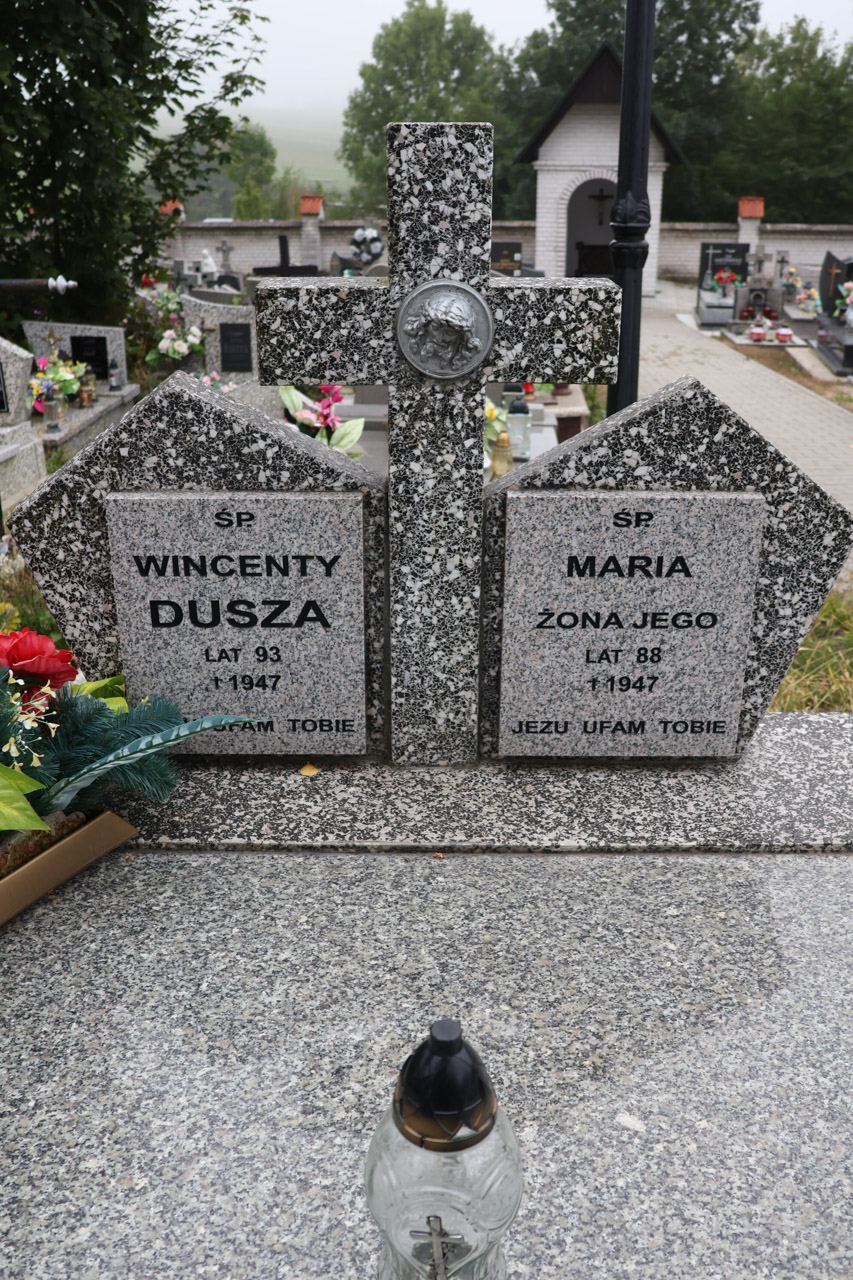 ŚP
WINCENTY
DUSZA
LAT 93
† 1947
UFAM TOBIE
ŚP
MARIA
ŻONA JEGO
LAT 88
† 1947
JEZU UFAM TOBIE